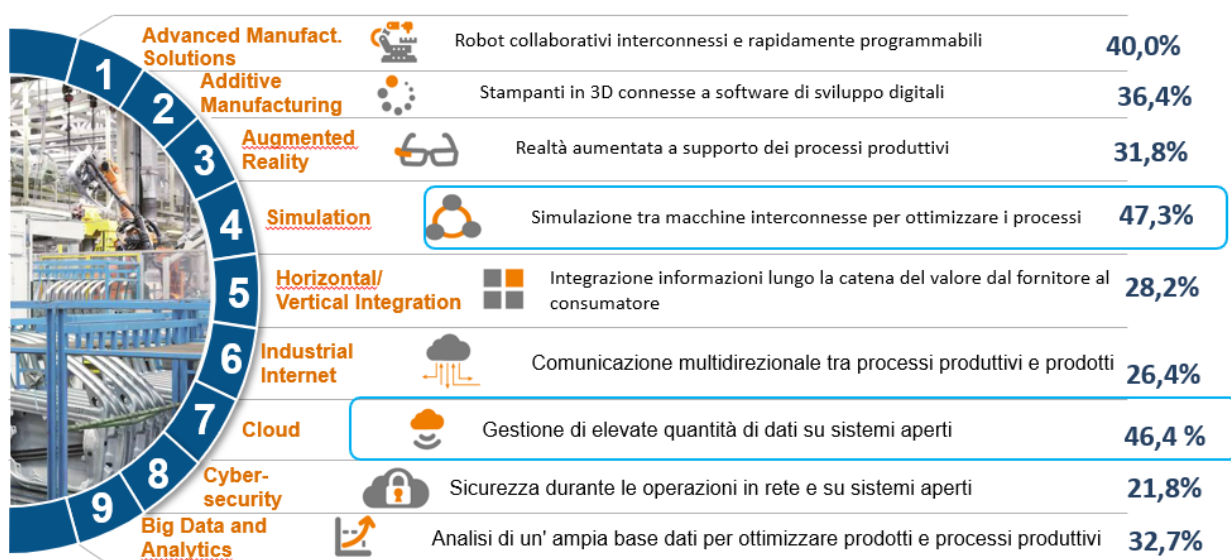 1
Advanced Manufact.
Solutions
Robot collaborativi interconnessi e rapidamente programmabili
40,0%
2
Additive
Manufacturing
Stampanti in 3D connesse a software di sviluppo digitali
36,4%
3
Augmented
Reality
Realtà aumentata a supporto dei processi produttivi
31,8%
4
Simulation
Simulazione tra macchine interconnesse per ottimizzare i processi
47,3%
5
Horizontal/
Vertical Integration
Integrazione informazioni lungo la catena del valore dal fornitore al
consumatore
28,2%
6
Industrial
Internet
Comunicazione multidirezionale tra processi produttivi e prodotti
26,4%
7
Cloud
Gestione di elevate quantità di dati su sistemi aperti
46,4 %
8
Cyber-
security
Sicurezza durante le operazioni in rete e su sistemi aperti
21,8%
9
Big Data and
Analytics
Analisi di un' ampia base dati per ottimizzare prodotti e processi produttivi
32,7%